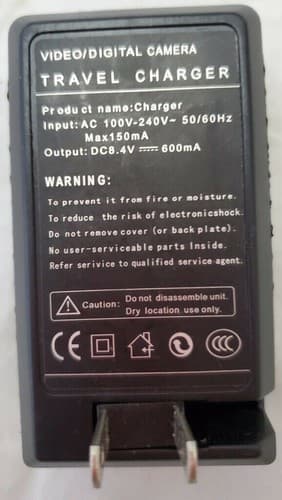 VIDEO/DIGITAL CAMERA
TRAVEL CHARGER
Product name:Charger
Input: AC 100V-240V~ 50/60Hz
Max150mA
Output: DC8.4V ⎓ 600mA
WARNING:
To prevent it from fire or moisture.
To reduce the risk of electronicshock.
Do not remove cover (or back plate).
No user-serviceable parts Inside.
Refer serivice to qualified service agent.
Caution: Do not disassemble unit.
Dry location use only.
CE CCC